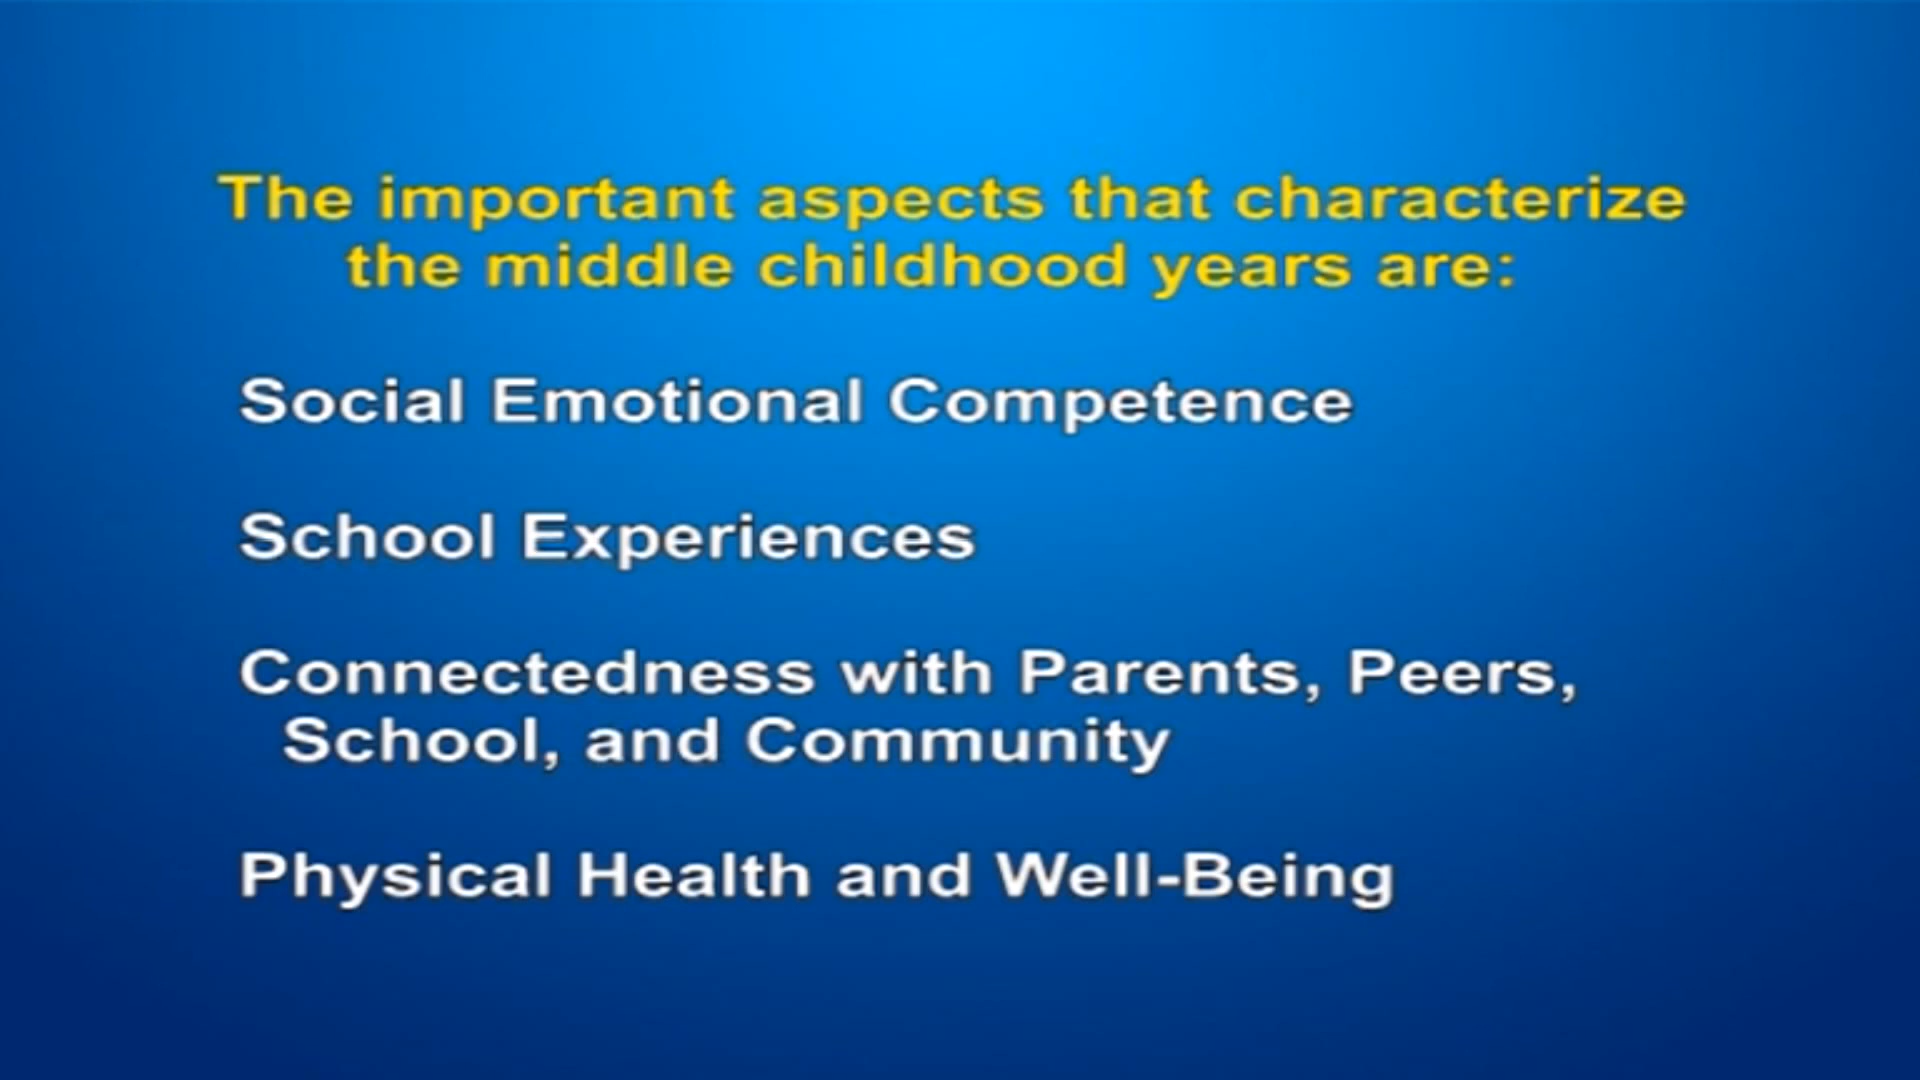 The important aspects that characterize
the middle childhood years are:
Social Emotional Competence
School Experiences
Connectedness with Parents, Peers,
School, and Community
Physical Health and Well-Being